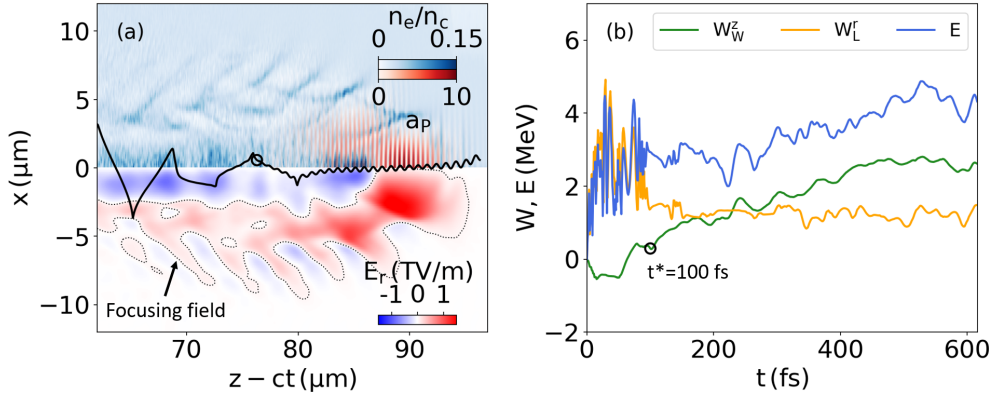 (a)
n_e/n_c
0 0.15
0 10
a_P
10
5
0
−5
−10
x (μm)
E_r (TV/m)
-1 0 1
Focusing field
70 80 90
z − ct (μm)
(b)
W_W^z W_L^r E
6
4
2
0
−2
W, E (MeV)
t*=100 fs
0 200 400 600
t (fs)